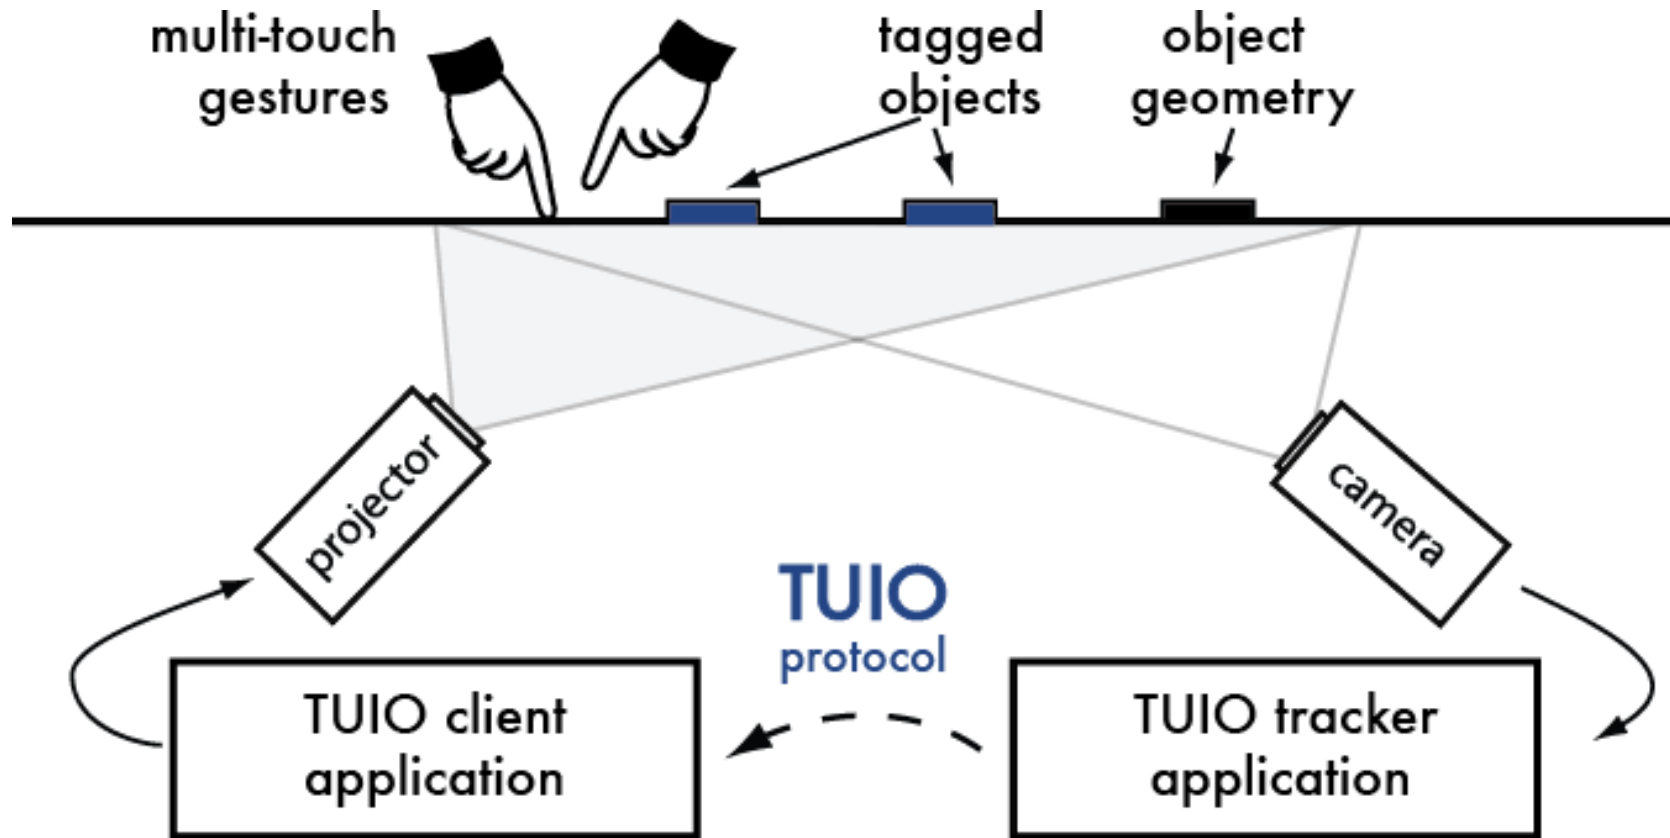 multi-touch
gestures
tagged
objects
object
geometry
projector
camera
TUIO
protocol
TUIO client
application
TUIO tracker
application